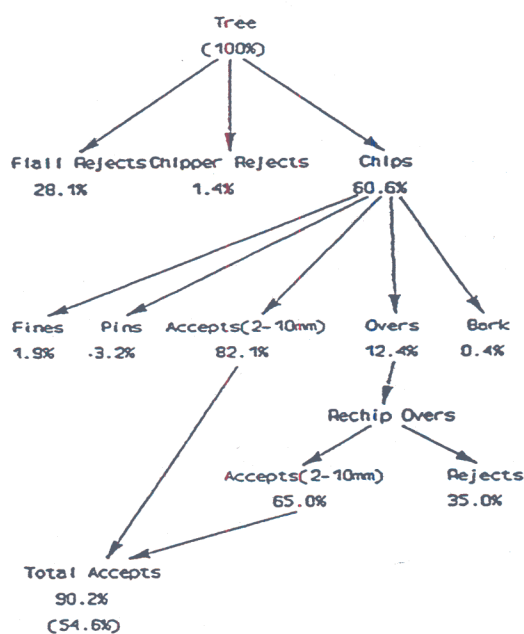 Tree
(100%)
Flail Rejects Chipper Rejects Chips
28.1% 1.4% 60.6%
Fines Pins Accepts(2-10mm) Overs Bark
1.9% 3.2% 82.1% 12.4% 0.4%
Rechip Overs
Accepts(2-10mm) Rejects
65.0% 35.0%
Total Accepts
90.2%
(54.6%)